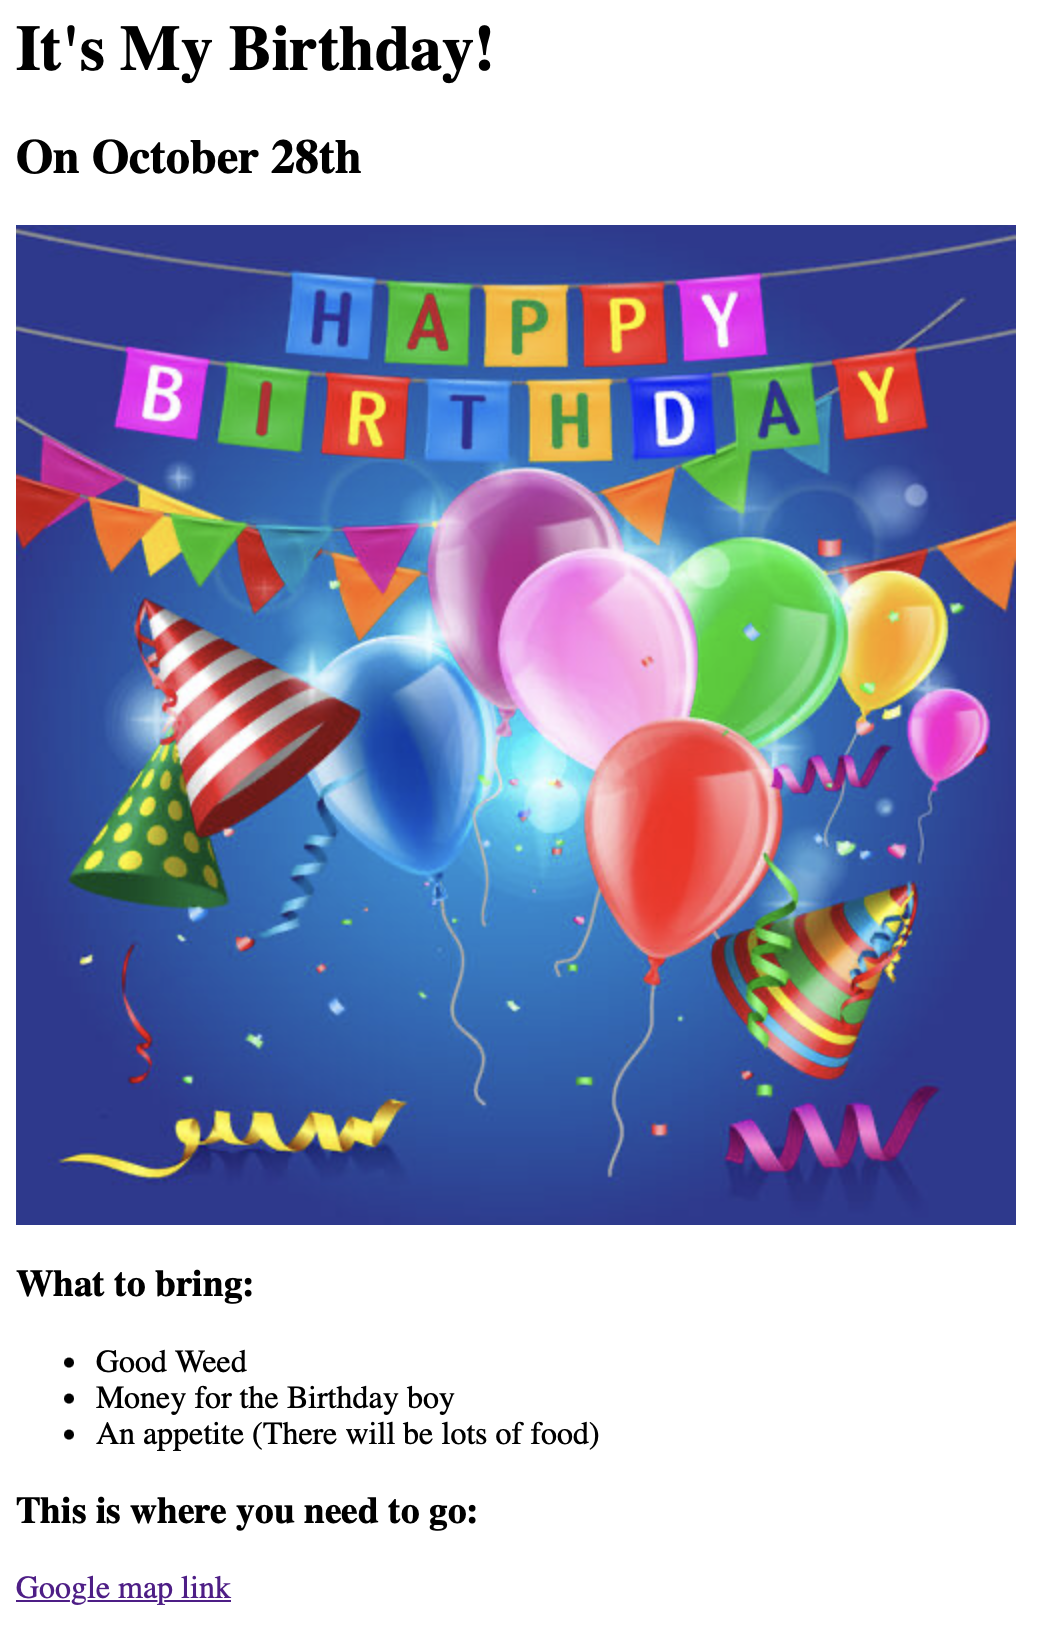 It's My Birthday!
On October 28th
HAPPY
BIRTHDAY
What to bring:
Good Weed
Money for the Birthday boy
An appetite (There will be lots of food)
This is where you need to go:
Google map link